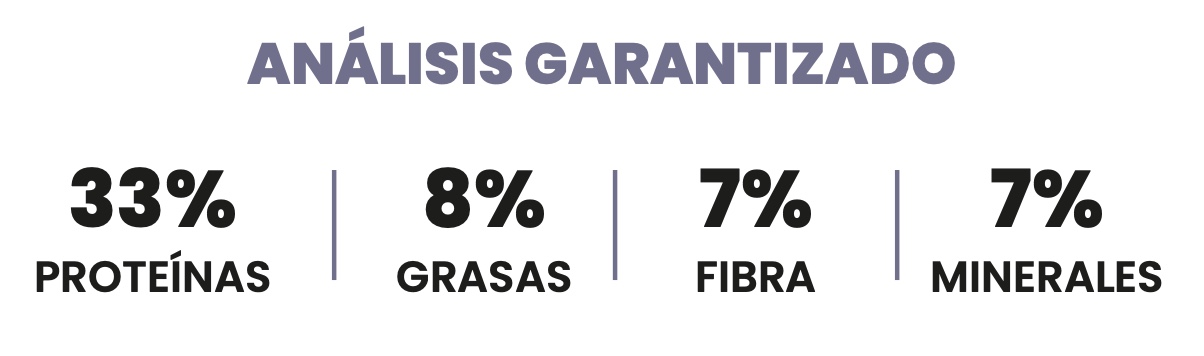 ANÁLISIS GARANTIZADO
33% 8% 7% 7%
PROTEÍNAS GRASAS FIBRA MINERALES